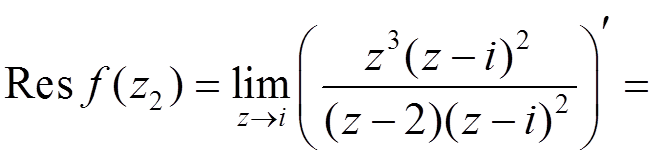 Res f(z₂) = lim_{z→i} ( z³(z−i)² / (z−2)(z−i)² )′ =